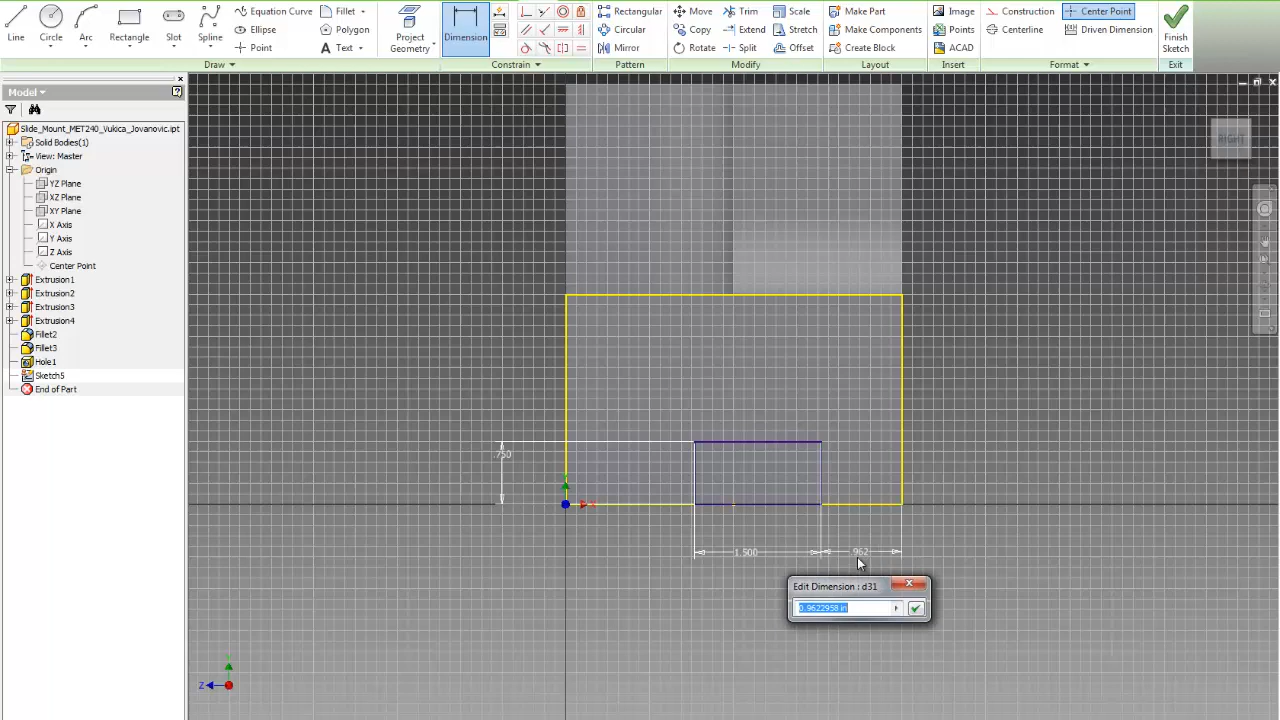 Line
Circle
Arc
Rectangle
Slot
Spline
Equation Curve
Ellipse
Point
Fillet
Polygon
Text
Project
Geometry
Dimension
Rectangular
Circular
Mirror
Move
Copy
Rotate
Trim
Extend
Split
Scale
Stretch
Offset
Make Part
Make Components
Create Block
Image
Points
ACAD
Construction
Centerline
Center Point
Driven Dimension
Finish
Sketch
Draw
Constrain
Pattern
Modify
Layout
Insert
Format
Exit
Model
Slide_Mount_MET240_Vukica_Jovanovic.ipt
Solid Bodies(1)
View: Master
Origin
YZ Plane
XZ Plane
XY Plane
X Axis
Y Axis
Z Axis
Center Point
Extrusion1
Extrusion2
Extrusion3
Extrusion4
Fillet2
Fillet3
Hole1
Sketch5
End of Part
RIGHT
.750
1.500
.962
Edit Dimension : d31
0.9622958 in
Z